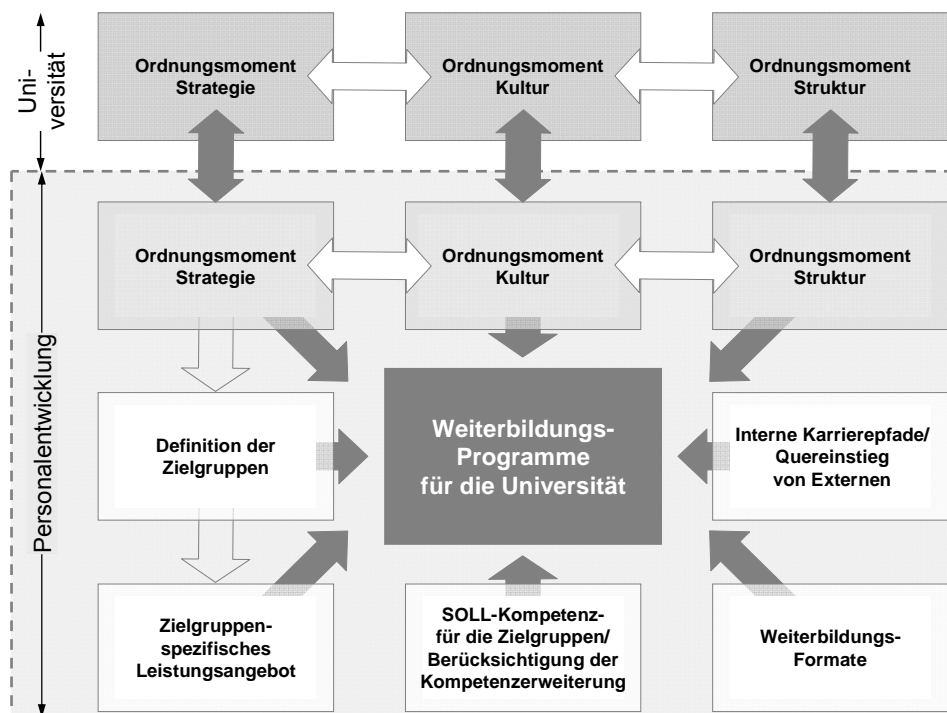 Uni-
versität
Ordnungsmoment
Strategie
Ordnungsmoment
Kultur
Ordnungsmoment
Struktur
Personalentwicklung
Ordnungsmoment
Strategie
Ordnungsmoment
Kultur
Ordnungsmoment
Struktur
Definition der
Zielgruppen
Weiterbildungs-
Programme
für die Universität
Interne Karrierepfade/
Quereinstieg
von Externen
Zielgruppen-
spezifisches
Leistungsangebot
SOLL-Kompetenz-
für die Zielgruppen/
Berücksichtigung der
Kompetenzerweiterung
Weiterbildungs-
Formate